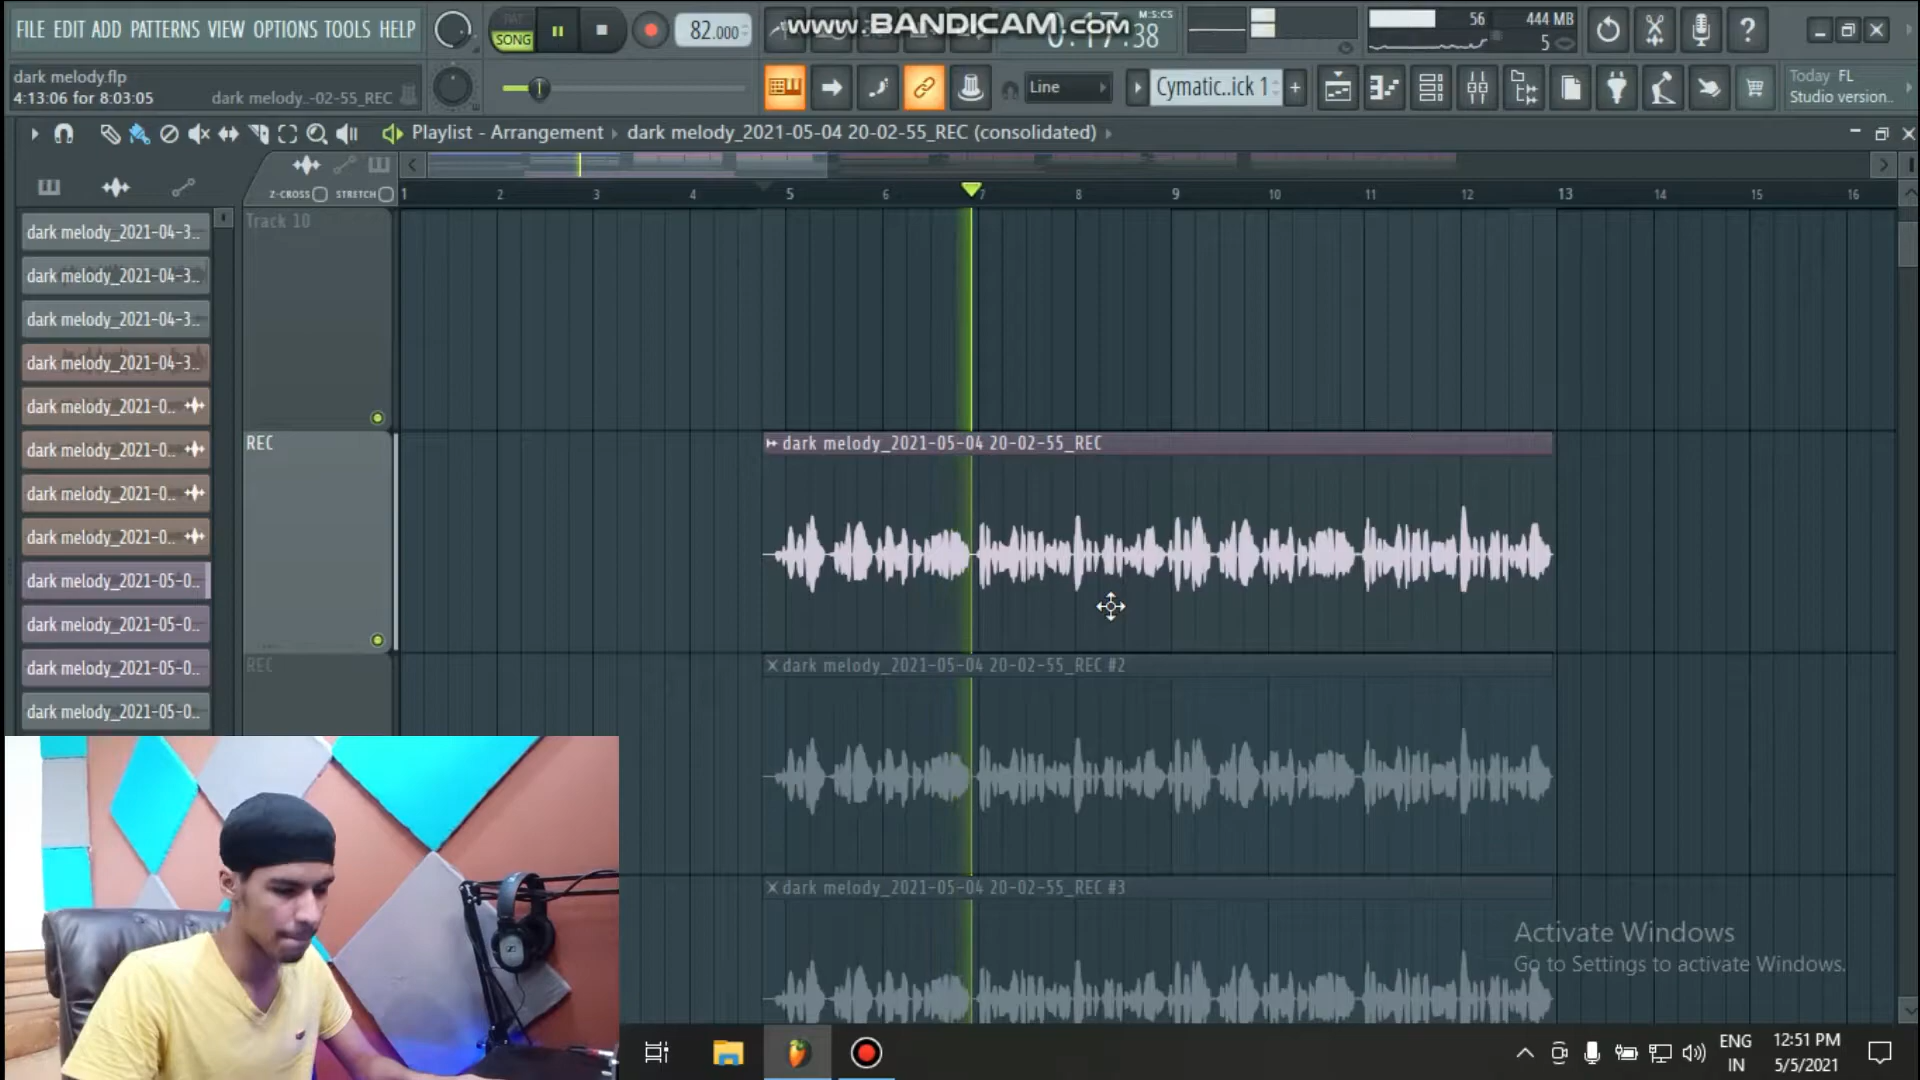 FILE EDIT ADD PATTERNS VIEW OPTIONS TOOLS HELP
PAT
SONG
82.000
www.BANDICAM.com
0:17:38
M:S:CS
56
444 MB
5
dark melody.flp
4:13:06 for 8:03:05
dark melody..-02-55_REC
Line
Cymatic..ick 1
Today FL
Studio version..
Playlist - Arrangement
dark melody_2021-05-04 20-02-55_REC (consolidated)
Z-CROSS
STRETCH
1 2 3 4 5 6 7 8 9 10 11 12 13 14 15 16
dark melody_2021-04-3..
dark melody_2021-04-3..
dark melody_2021-04-3..
dark melody_2021-04-3..
dark melody_2021-0..
dark melody_2021-0..
dark melody_2021-0..
dark melody_2021-0..
dark melody_2021-05-0..
dark melody_2021-05-0..
dark melody_2021-05-0..
dark melody_2021-05-0..
Track 10
REC
dark melody_2021-05-04 20-02-55_REC
REC
dark melody_2021-05-04 20-02-55_REC #2
dark melody_2021-05-04 20-02-55_REC #3
Activate Windows
Go to Settings to activate Windows.
ENG
IN
12:51 PM
5/5/2021